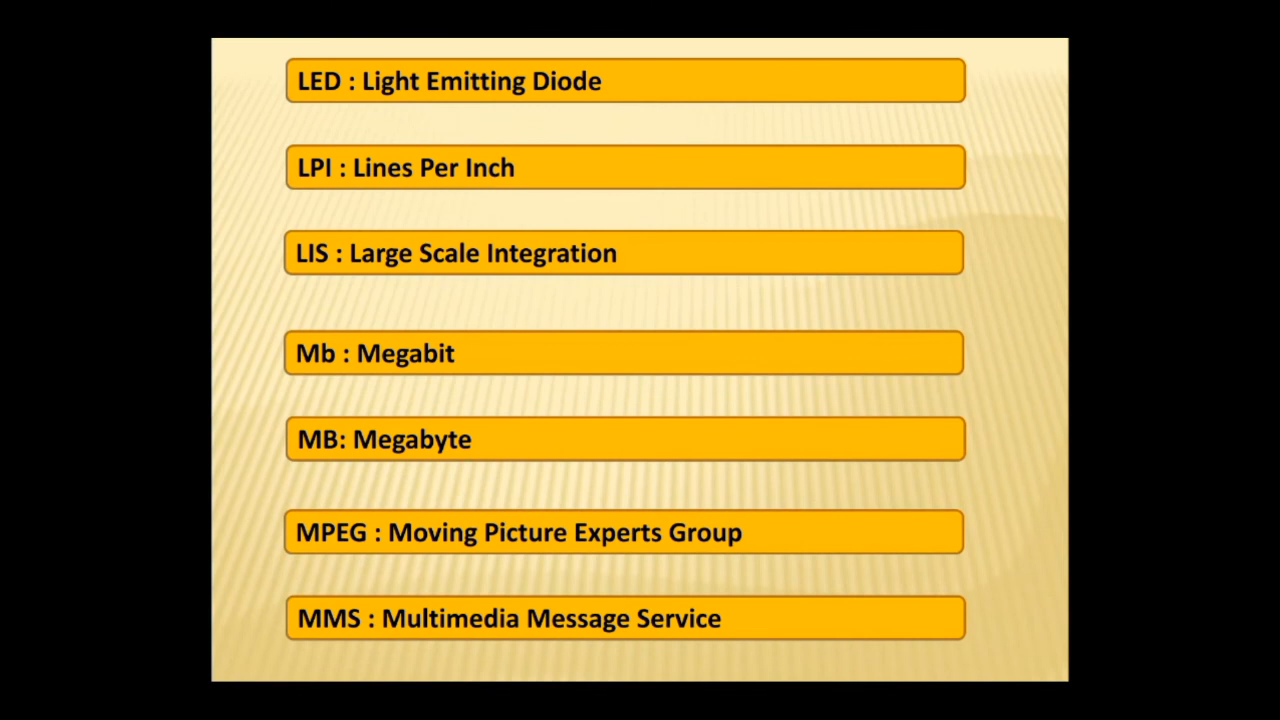 LED : Light Emitting Diode
LPI : Lines Per Inch
LIS : Large Scale Integration
Mb : Megabit
MB: Megabyte
MPEG : Moving Picture Experts Group
MMS : Multimedia Message Service